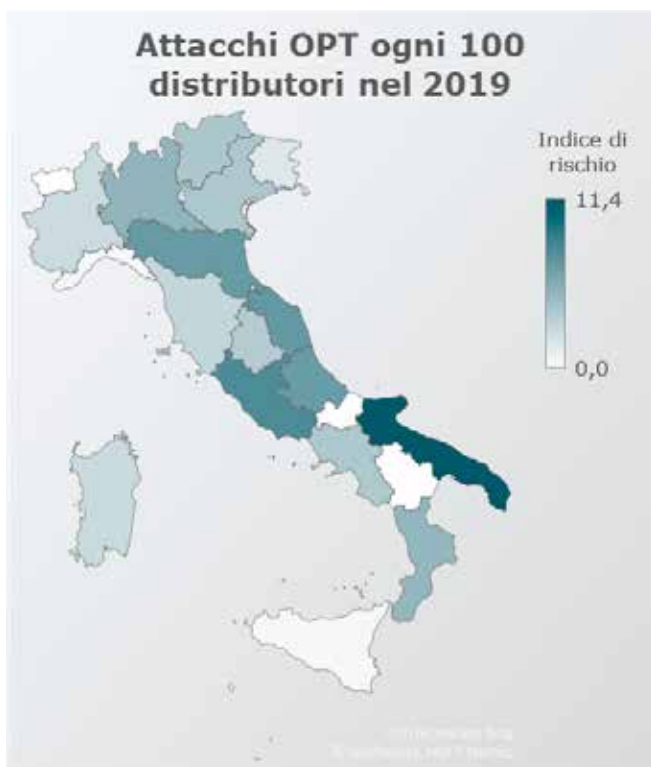 Attacchi OPT ogni 100
distributori nel 2019
Indice di
rischio
11,4
0,0